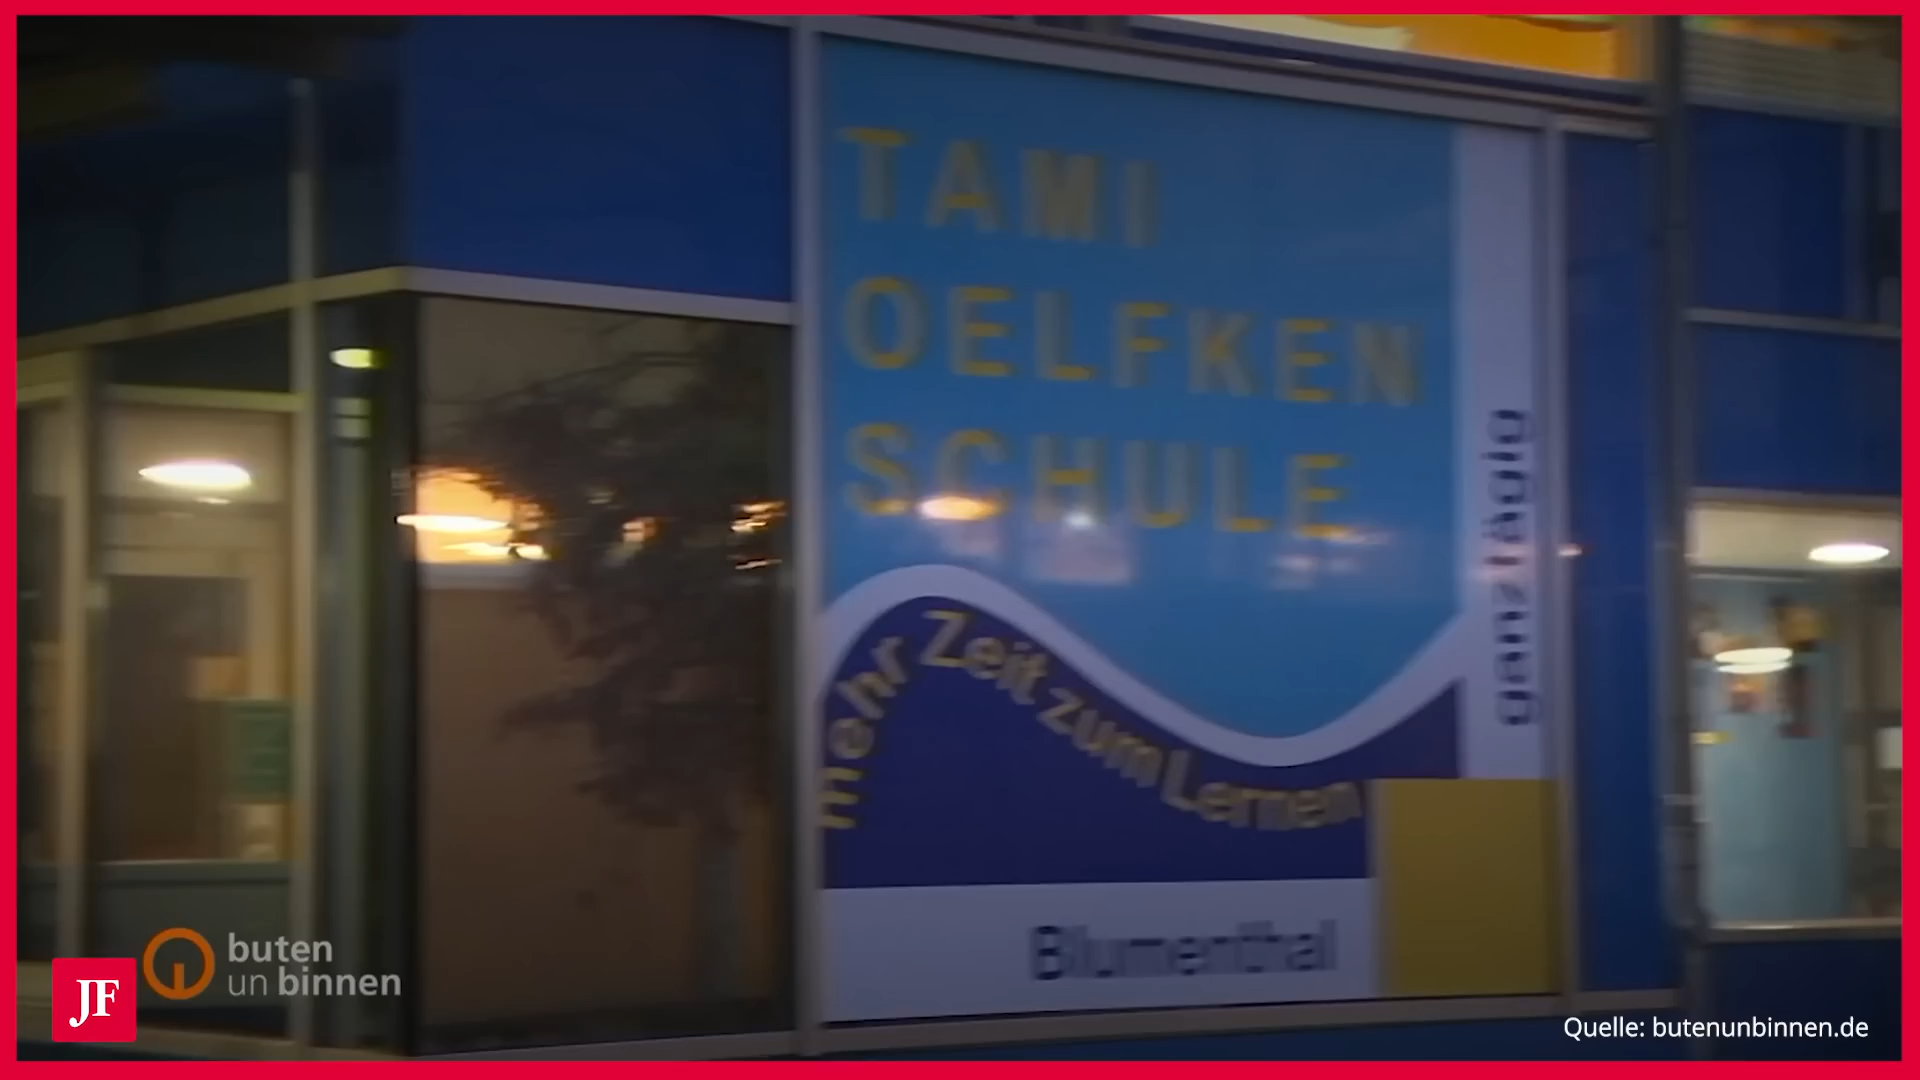 TAMI
OELFKEN
SCHULE
ganztägig
mehr Zeit zum Lernen
Blumenthal
buten
un binnen
JF
Quelle: butenunbinnen.de